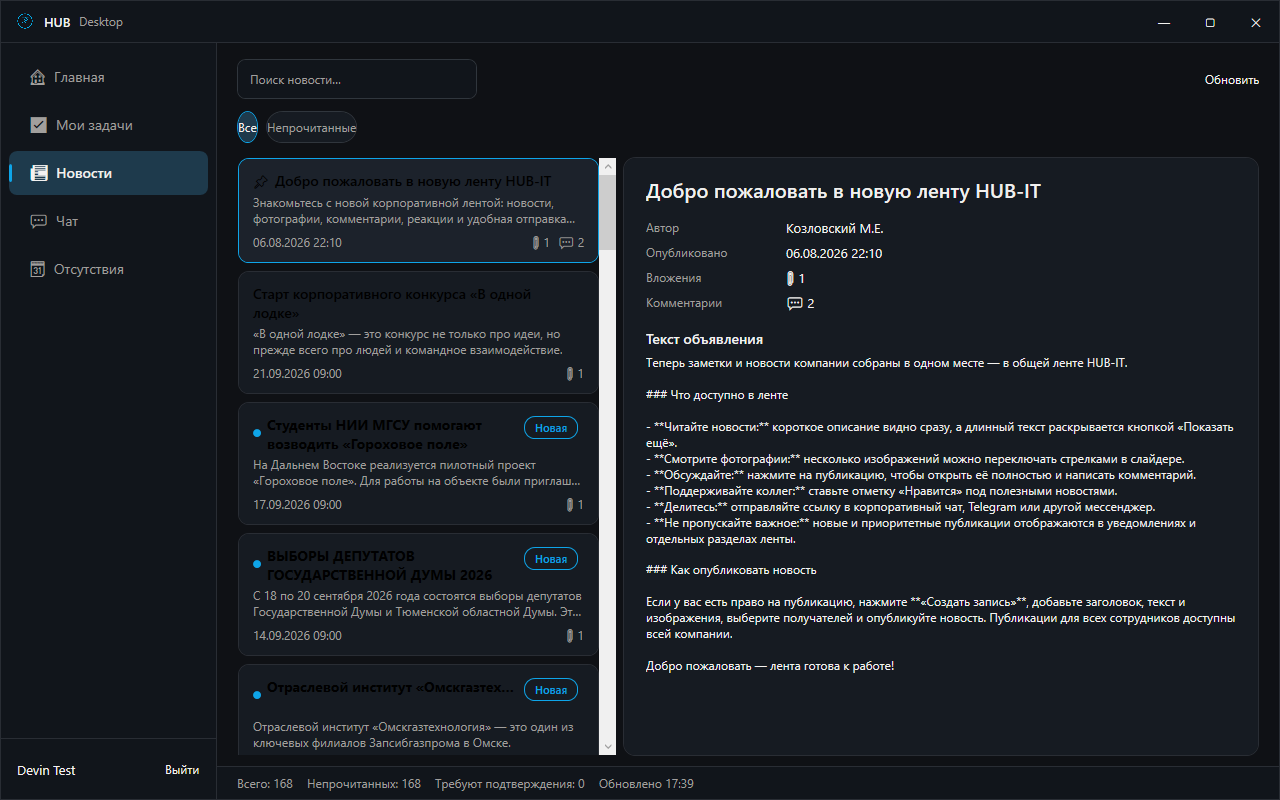 HUB Desktop
Главная
Мои задачи
Новости
Чат
Отсутствия
Devin Test
Выйти
Поиск новости...
Обновить
Все
Непрочитанные
Добро пожаловать в новую ленту HUB-IT
Знакомьтесь с новой корпоративной лентой: новости,
фотографии, комментарии, реакции и удобная отправка...
06.08.2026 22:10 1 2
Старт корпоративного конкурса «В одной
лодке»
«В одной лодке» — это конкурс не только про идеи, но
прежде всего про людей и командное взаимодействие.
21.09.2026 09:00 1
Студенты НИИ МГСУ помогают
возводить «Гороховое поле»
Новая
На Дальнем Востоке реализуется пилотный проект
«Гороховое поле». Для работы на объекте были приглаш...
17.09.2026 09:00 1
ВЫБОРЫ ДЕПУТАТОВ
ГОСУДАРСТВЕННОЙ ДУМЫ 2026
Новая
С 18 по 20 сентября 2026 года состоятся выборы депутатов
Государственной Думы и Тюменской областной Думы. Эт...
14.09.2026 09:00 1
Отраслевой институт «Омскгазтех...
Новая
Отраслевой институт «Омскгазтехнология» — это один из
ключевых филиалов Запсибгазпрома в Омске.
Добро пожаловать в новую ленту HUB-IT
Автор Козловский М.Е.
Опубликовано 06.08.2026 22:10
Вложения 1
Комментарии 2
Текст объявления
Теперь заметки и новости компании собраны в одном месте — в общей ленте HUB-IT.
### Что доступно в ленте
- **Читайте новости:** короткое описание видно сразу, а длинный текст раскрывается кнопкой «Показать
ещё».
- **Смотрите фотографии:** несколько изображений можно переключать стрелками в слайдере.
- **Обсуждайте:** нажмите на публикацию, чтобы открыть её полностью и написать комментарий.
- **Поддерживайте коллег:** ставьте отметку «Нравится» под полезными новостями.
- **Делитесь:** отправляйте ссылку в корпоративный чат, Telegram или другой мессенджер.
- **Не пропускайте важное:** новые и приоритетные публикации отображаются в уведомлениях и
отдельных разделах ленты.
### Как опубликовать новость
Если у вас есть право на публикацию, нажмите **«Создать запись»**, добавьте заголовок, текст и
изображения, выберите получателей и опубликуйте новость. Публикации для всех сотрудников доступны
всей компании.
Добро пожаловать — лента готова к работе!
Всего: 168 Непрочитанных: 168 Требуют подтверждения: 0 Обновлено 17:39